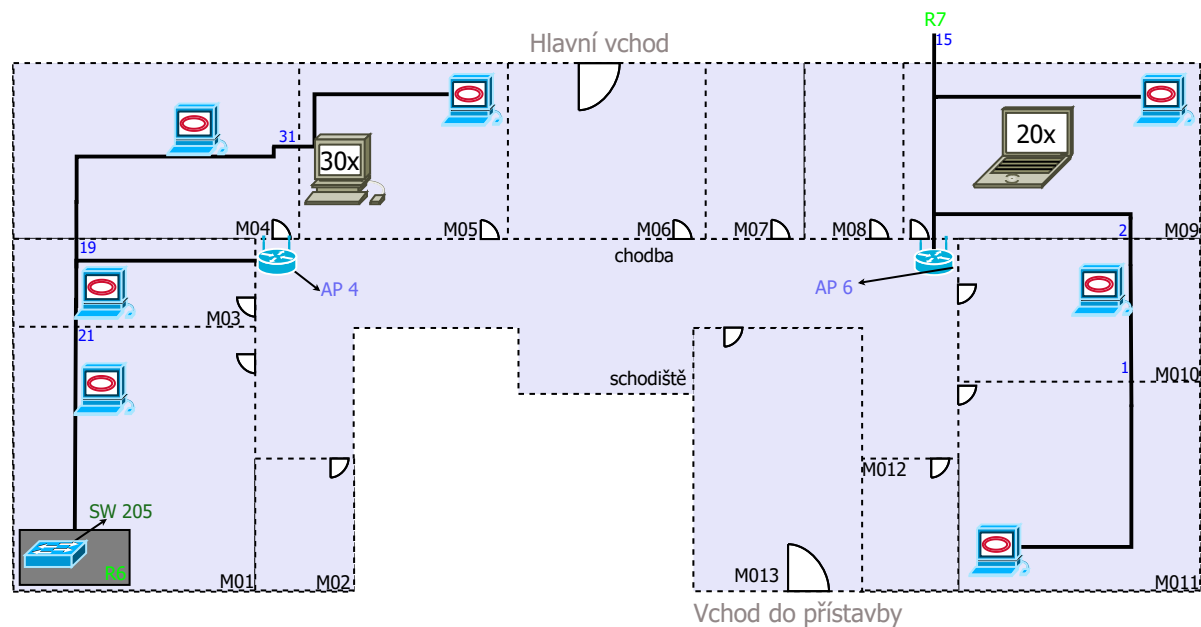 R7
15
Hlavní vchod
31
30x
20x
M04
M05
M06
M07
M08
2
M09
19
chodba
AP 4
AP 6
M03
21
schodiště
1
M010
M012
SW 205
R6
M01
M02
M013
M011
Vchod do přístavby